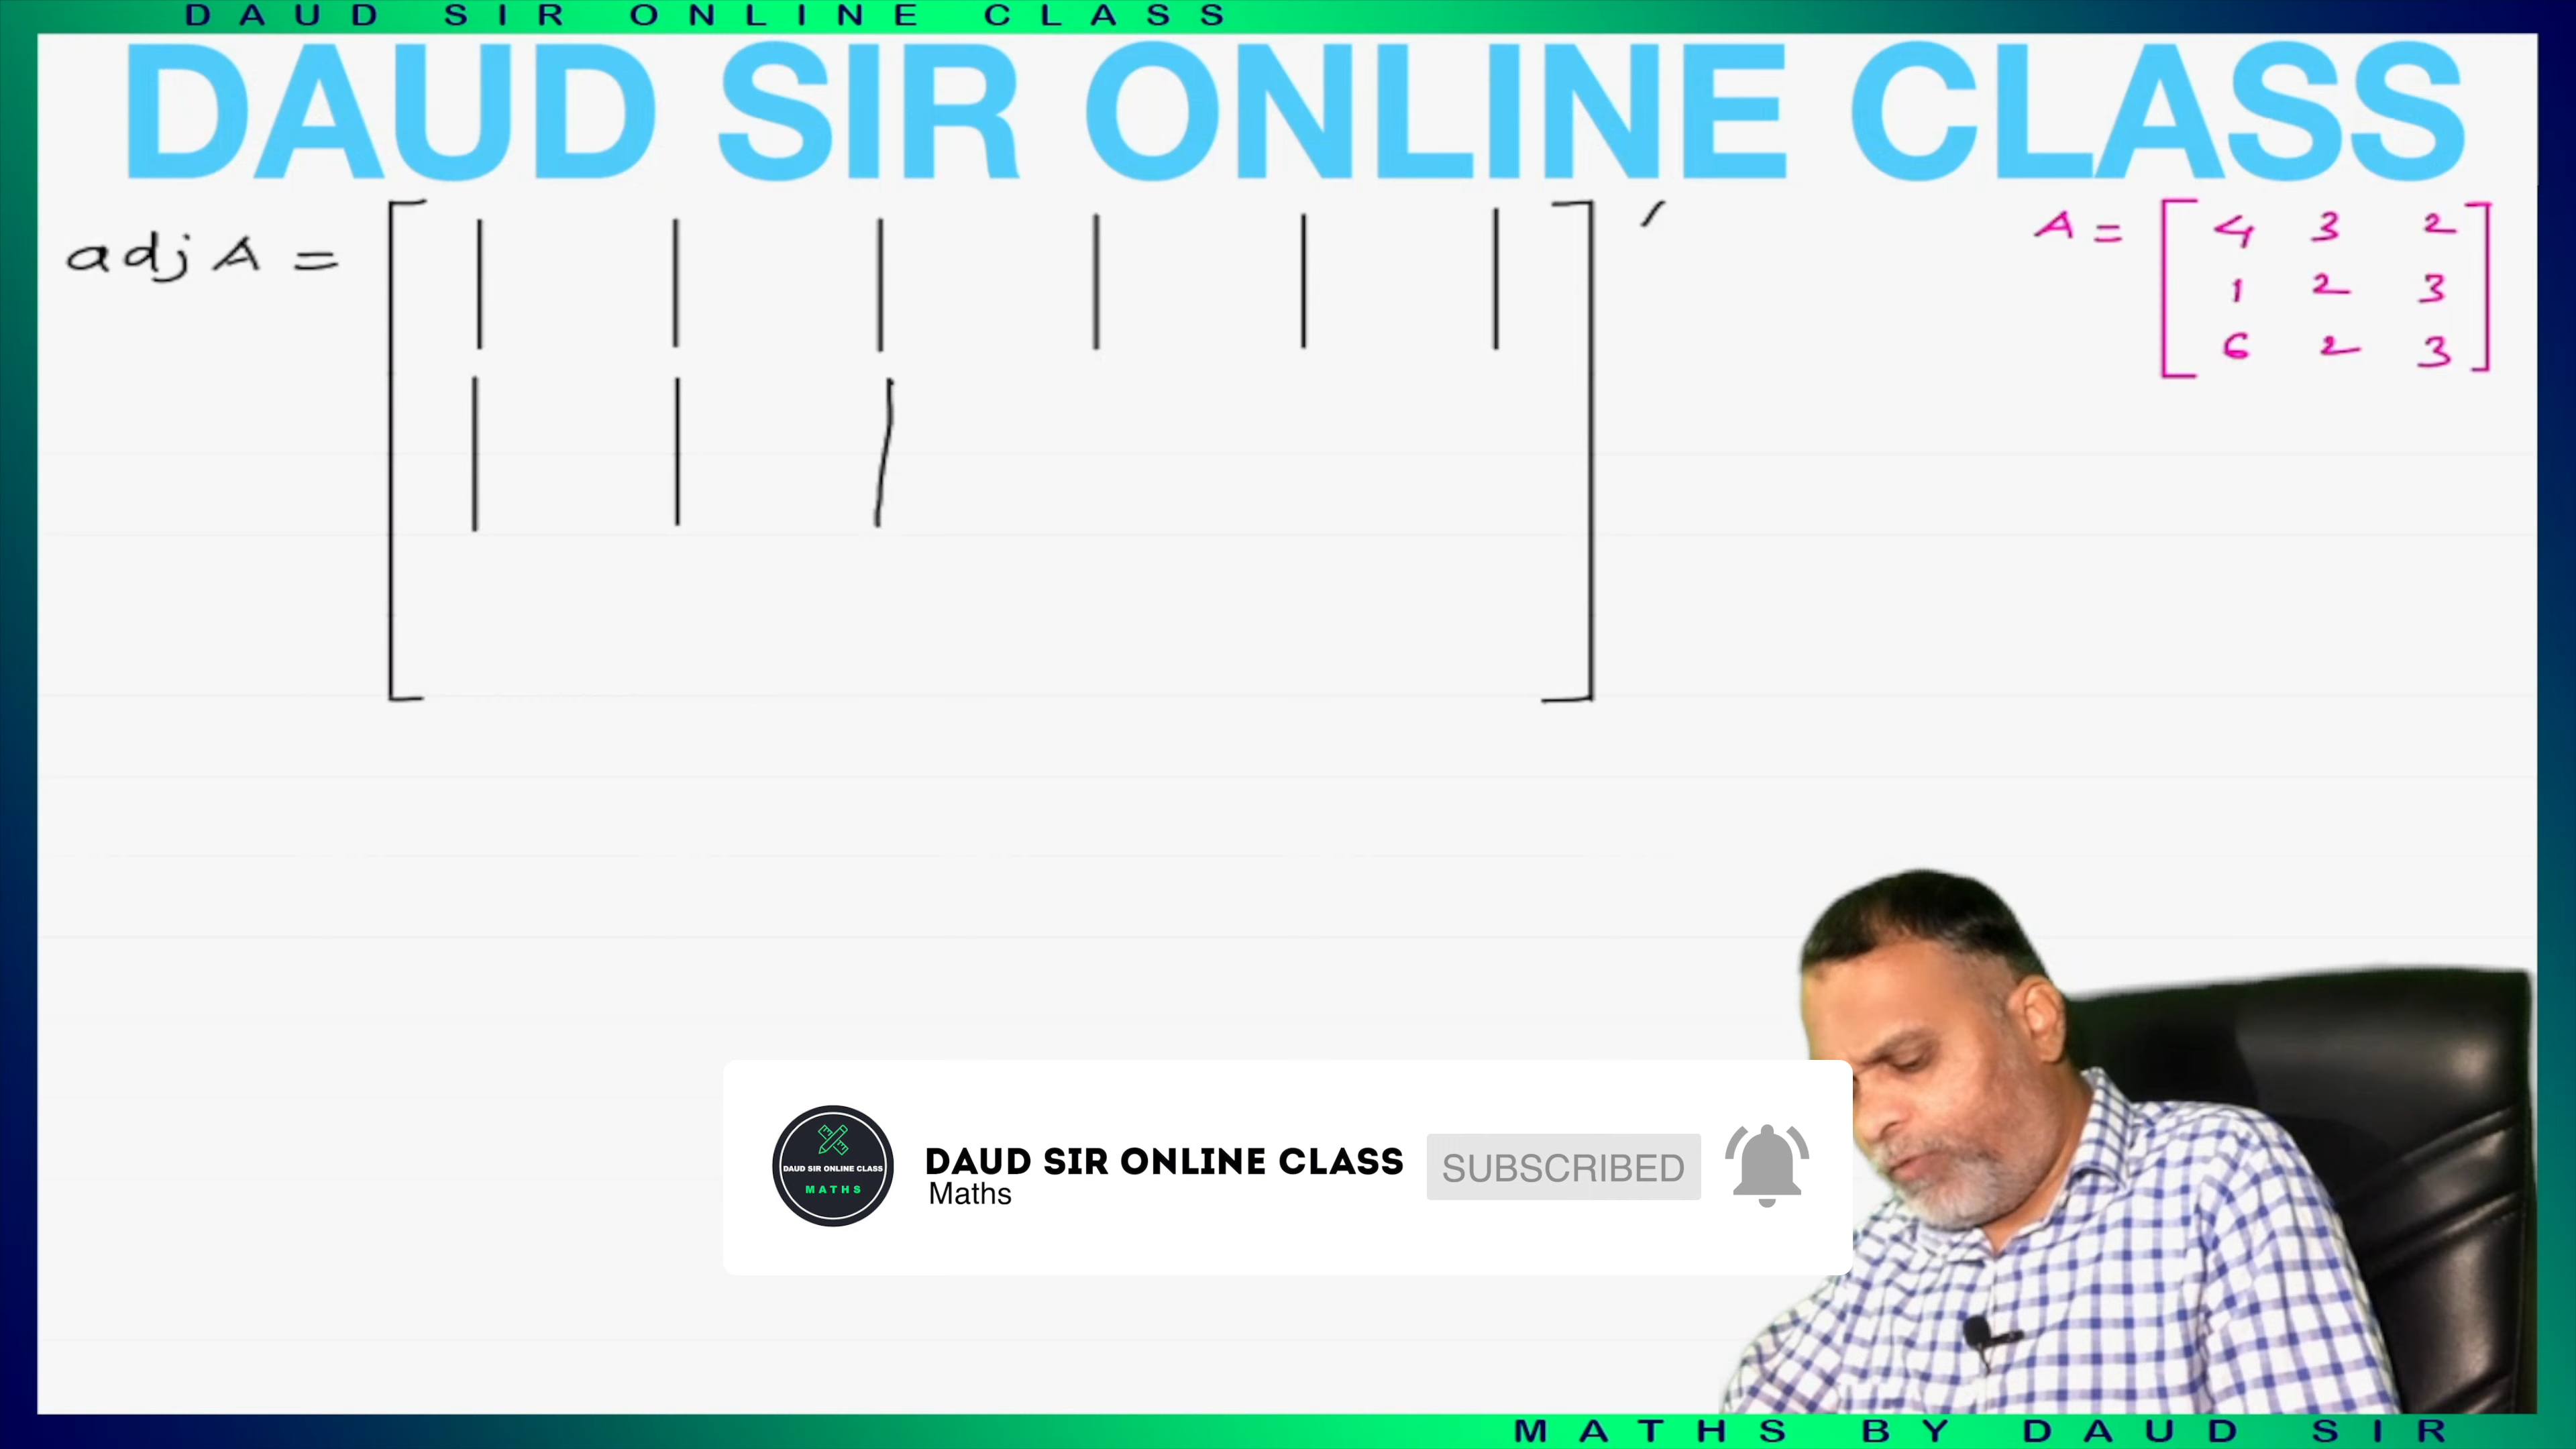 DAUD SIR ONLINE CLASS
DAUD SIR ONLINE CLASS
adj A = [ | | | | | | ]′
| | |
A = [ 4 3 2 ]
1 2 3
6 2 3
DAUD SIR ONLINE CLASS
MATHS
DAUD SIR ONLINE CLASS
Maths
SUBSCRIBED
MATHS BY DAUD SIR